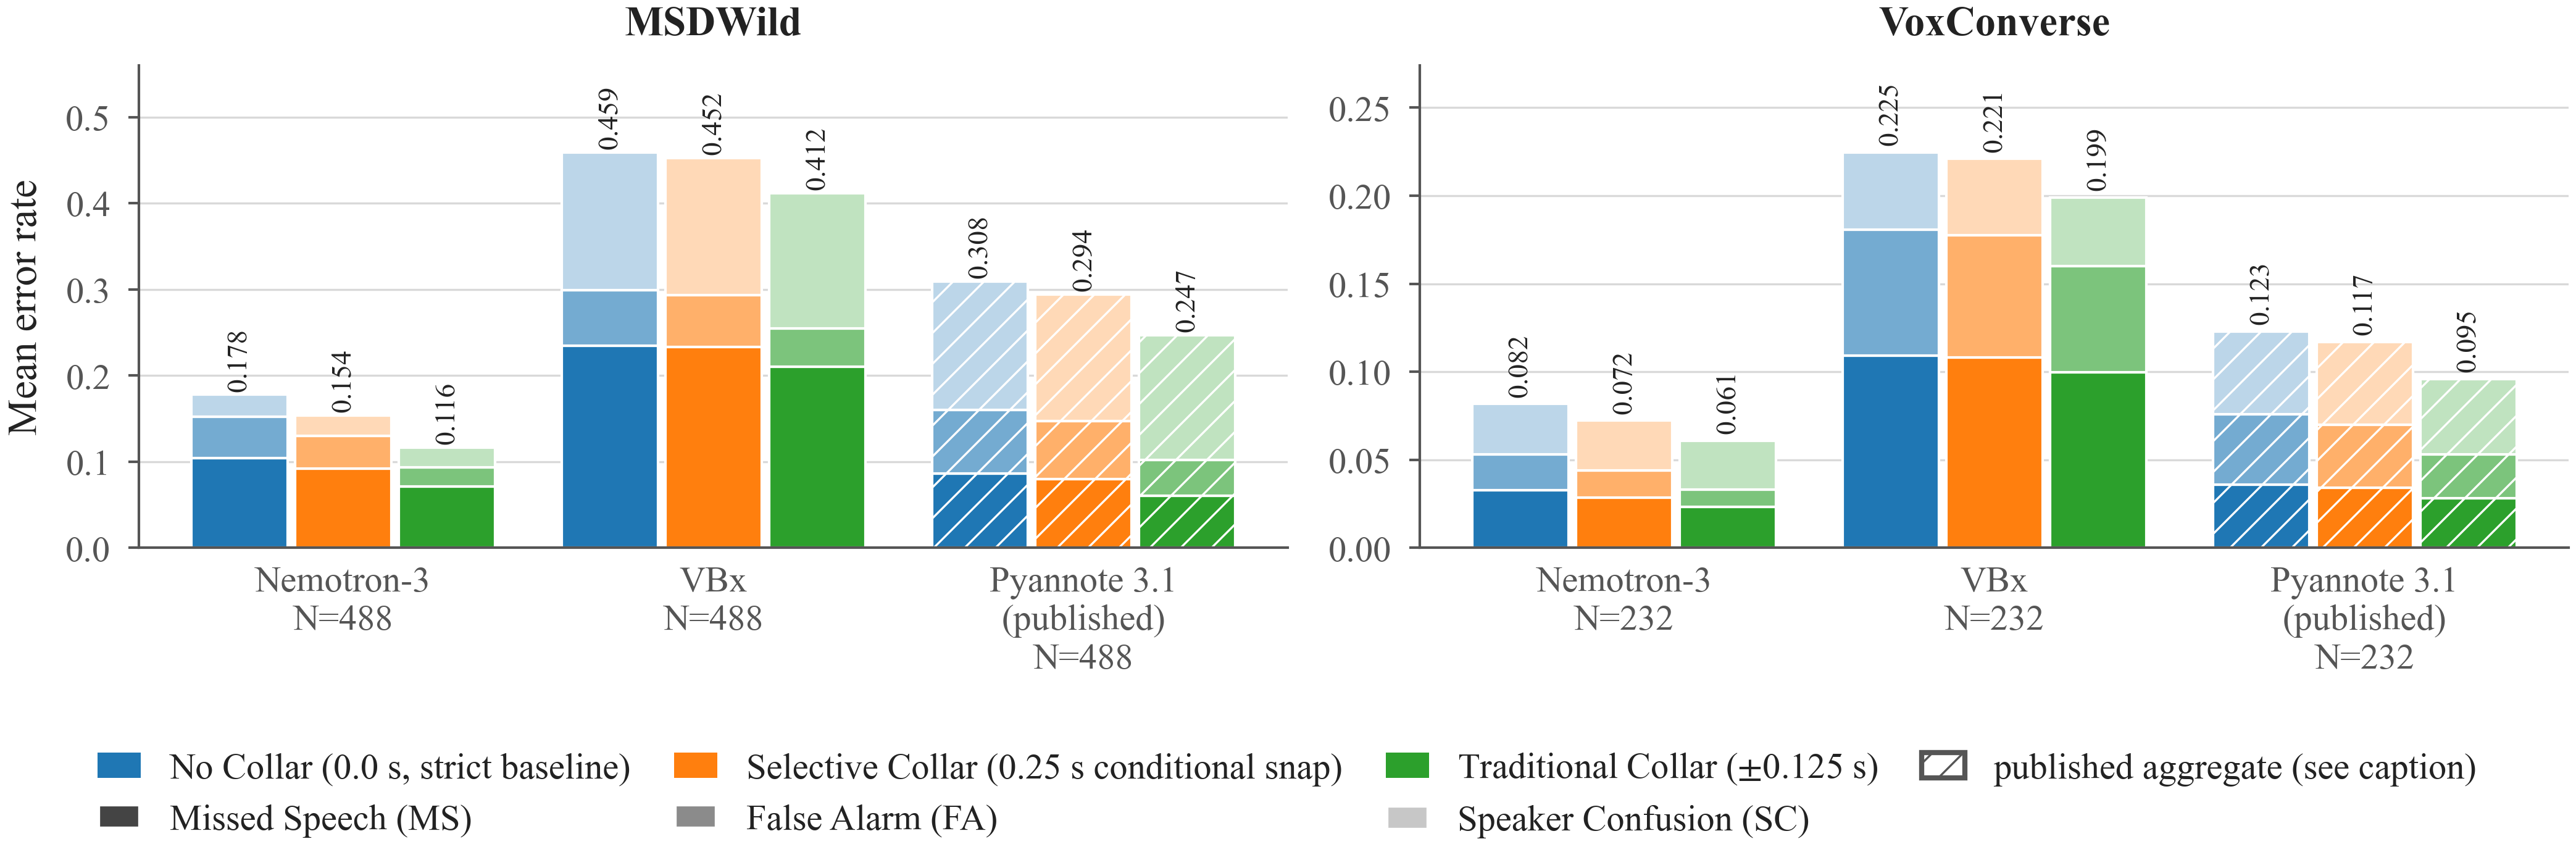 MSDWild
Mean error rate
0.5
0.4
0.3
0.2
0.1
0.0
0.178
0.154
0.116
0.459
0.452
0.412
0.308
0.294
0.247
Nemotron-3
N=488
VBx
N=488
Pyannote 3.1
(published)
N=488
VoxConverse
0.25
0.20
0.15
0.10
0.05
0.00
0.082
0.072
0.061
0.225
0.221
0.199
0.123
0.117
0.095
Nemotron-3
N=232
VBx
N=232
Pyannote 3.1
(published)
N=232
No Collar (0.0 s, strict baseline)
Selective Collar (0.25 s conditional snap)
Traditional Collar (±0.125 s)
published aggregate (see caption)
Missed Speech (MS)
False Alarm (FA)
Speaker Confusion (SC)